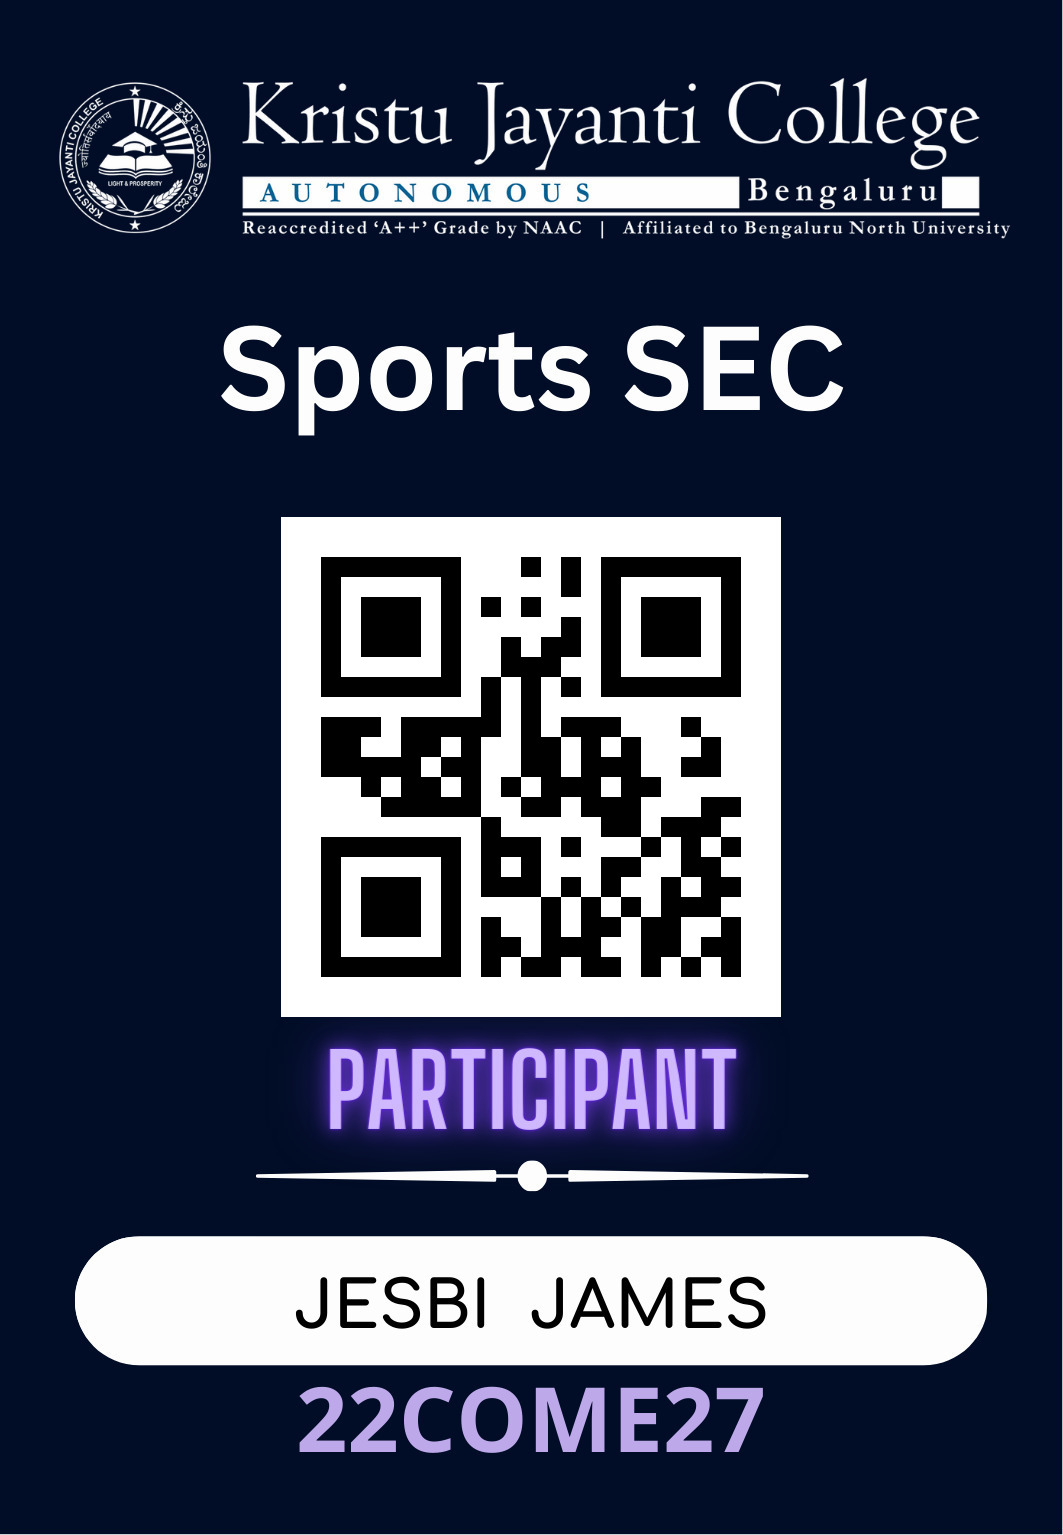 KRISTU JAYANTI COLLEGE
ಕ್ರಿಸ್ತು ಜಯಂತಿ ಕಾಲೇಜು
LIGHT & PROSPERITY
Kristu Jayanti College
AUTONOMOUS Bengaluru
Reaccredited ‘A++’ Grade by NAAC | Affiliated to Bengaluru North University
Sports SEC
PARTICIPANT
JESBI JAMES
22COME27